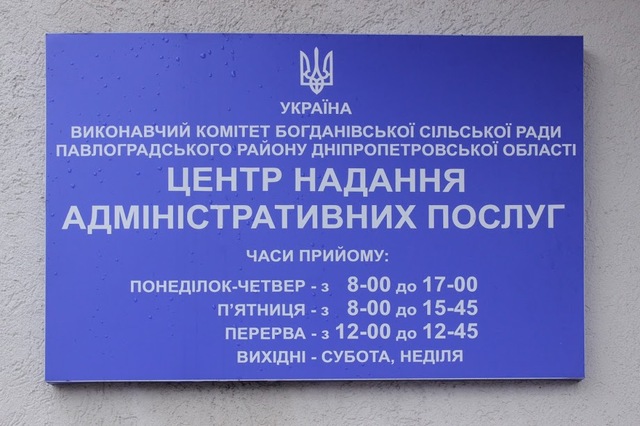 УКРАЇНА
ВИКОНАВЧИЙ КОМІТЕТ БОГДАНІВСЬКОЇ СІЛЬСЬКОЇ РАДИ
ПАВЛОГРАДСЬКОГО РАЙОНУ ДНІПРОПЕТРОВСЬКОЇ ОБЛАСТІ
ЦЕНТР НАДАННЯ
АДМІНІСТРАТИВНИХ ПОСЛУГ
ЧАСИ ПРИЙОМУ:
ПОНЕДІЛОК-ЧЕТВЕР - з 8-00 до 17-00
П'ЯТНИЦЯ - з 8-00 до 15-45
ПЕРЕРВА - з 12-00 до 12-45
ВИХІДНІ - СУБОТА, НЕДІЛЯ